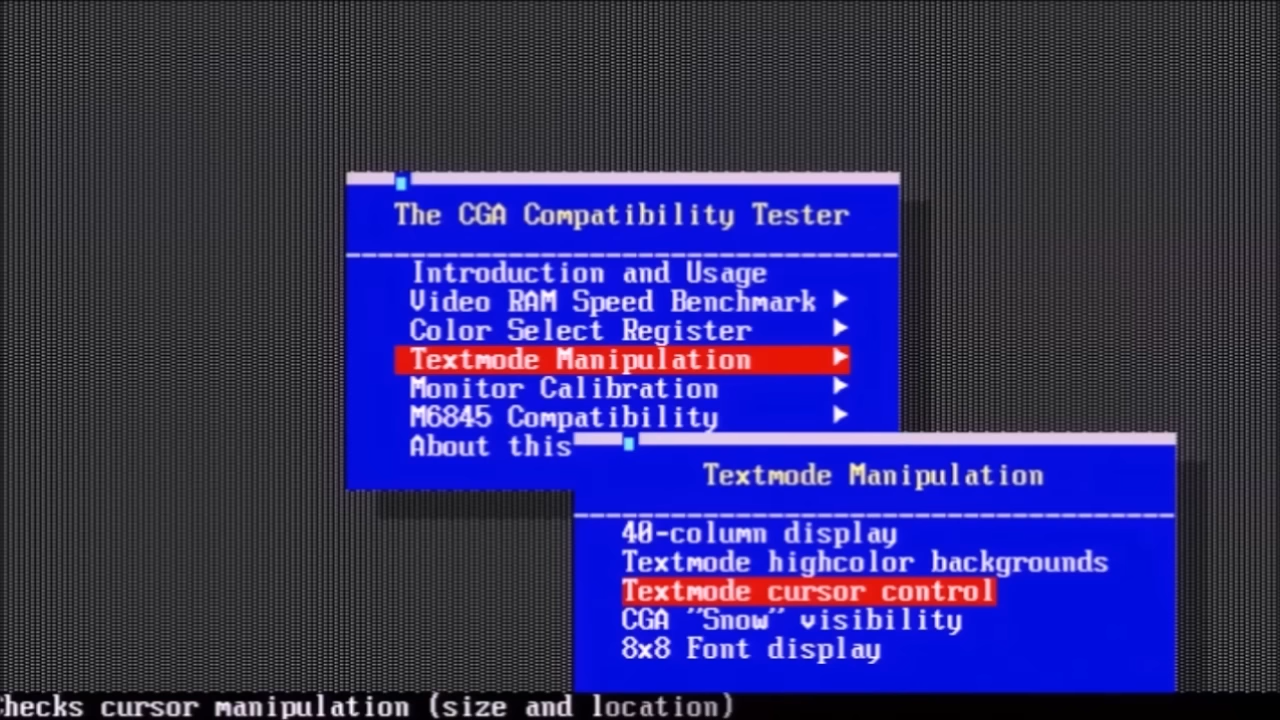 The CGA Compatibility Tester
Introduction and Usage
Video RAM Speed Benchmark
Color Select Register
Textmode Manipulation
Monitor Calibration
M6845 Compatibility
About this
Textmode Manipulation
40-column display
Textmode highcolor backgrounds
Textmode cursor control
CGA "Snow" visibility
8x8 Font display
Checks cursor manipulation (size and location)